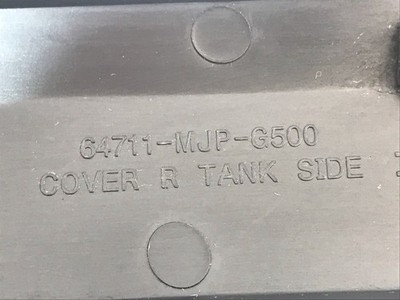 64711-MJP-G500
COVER R TANK SIDE